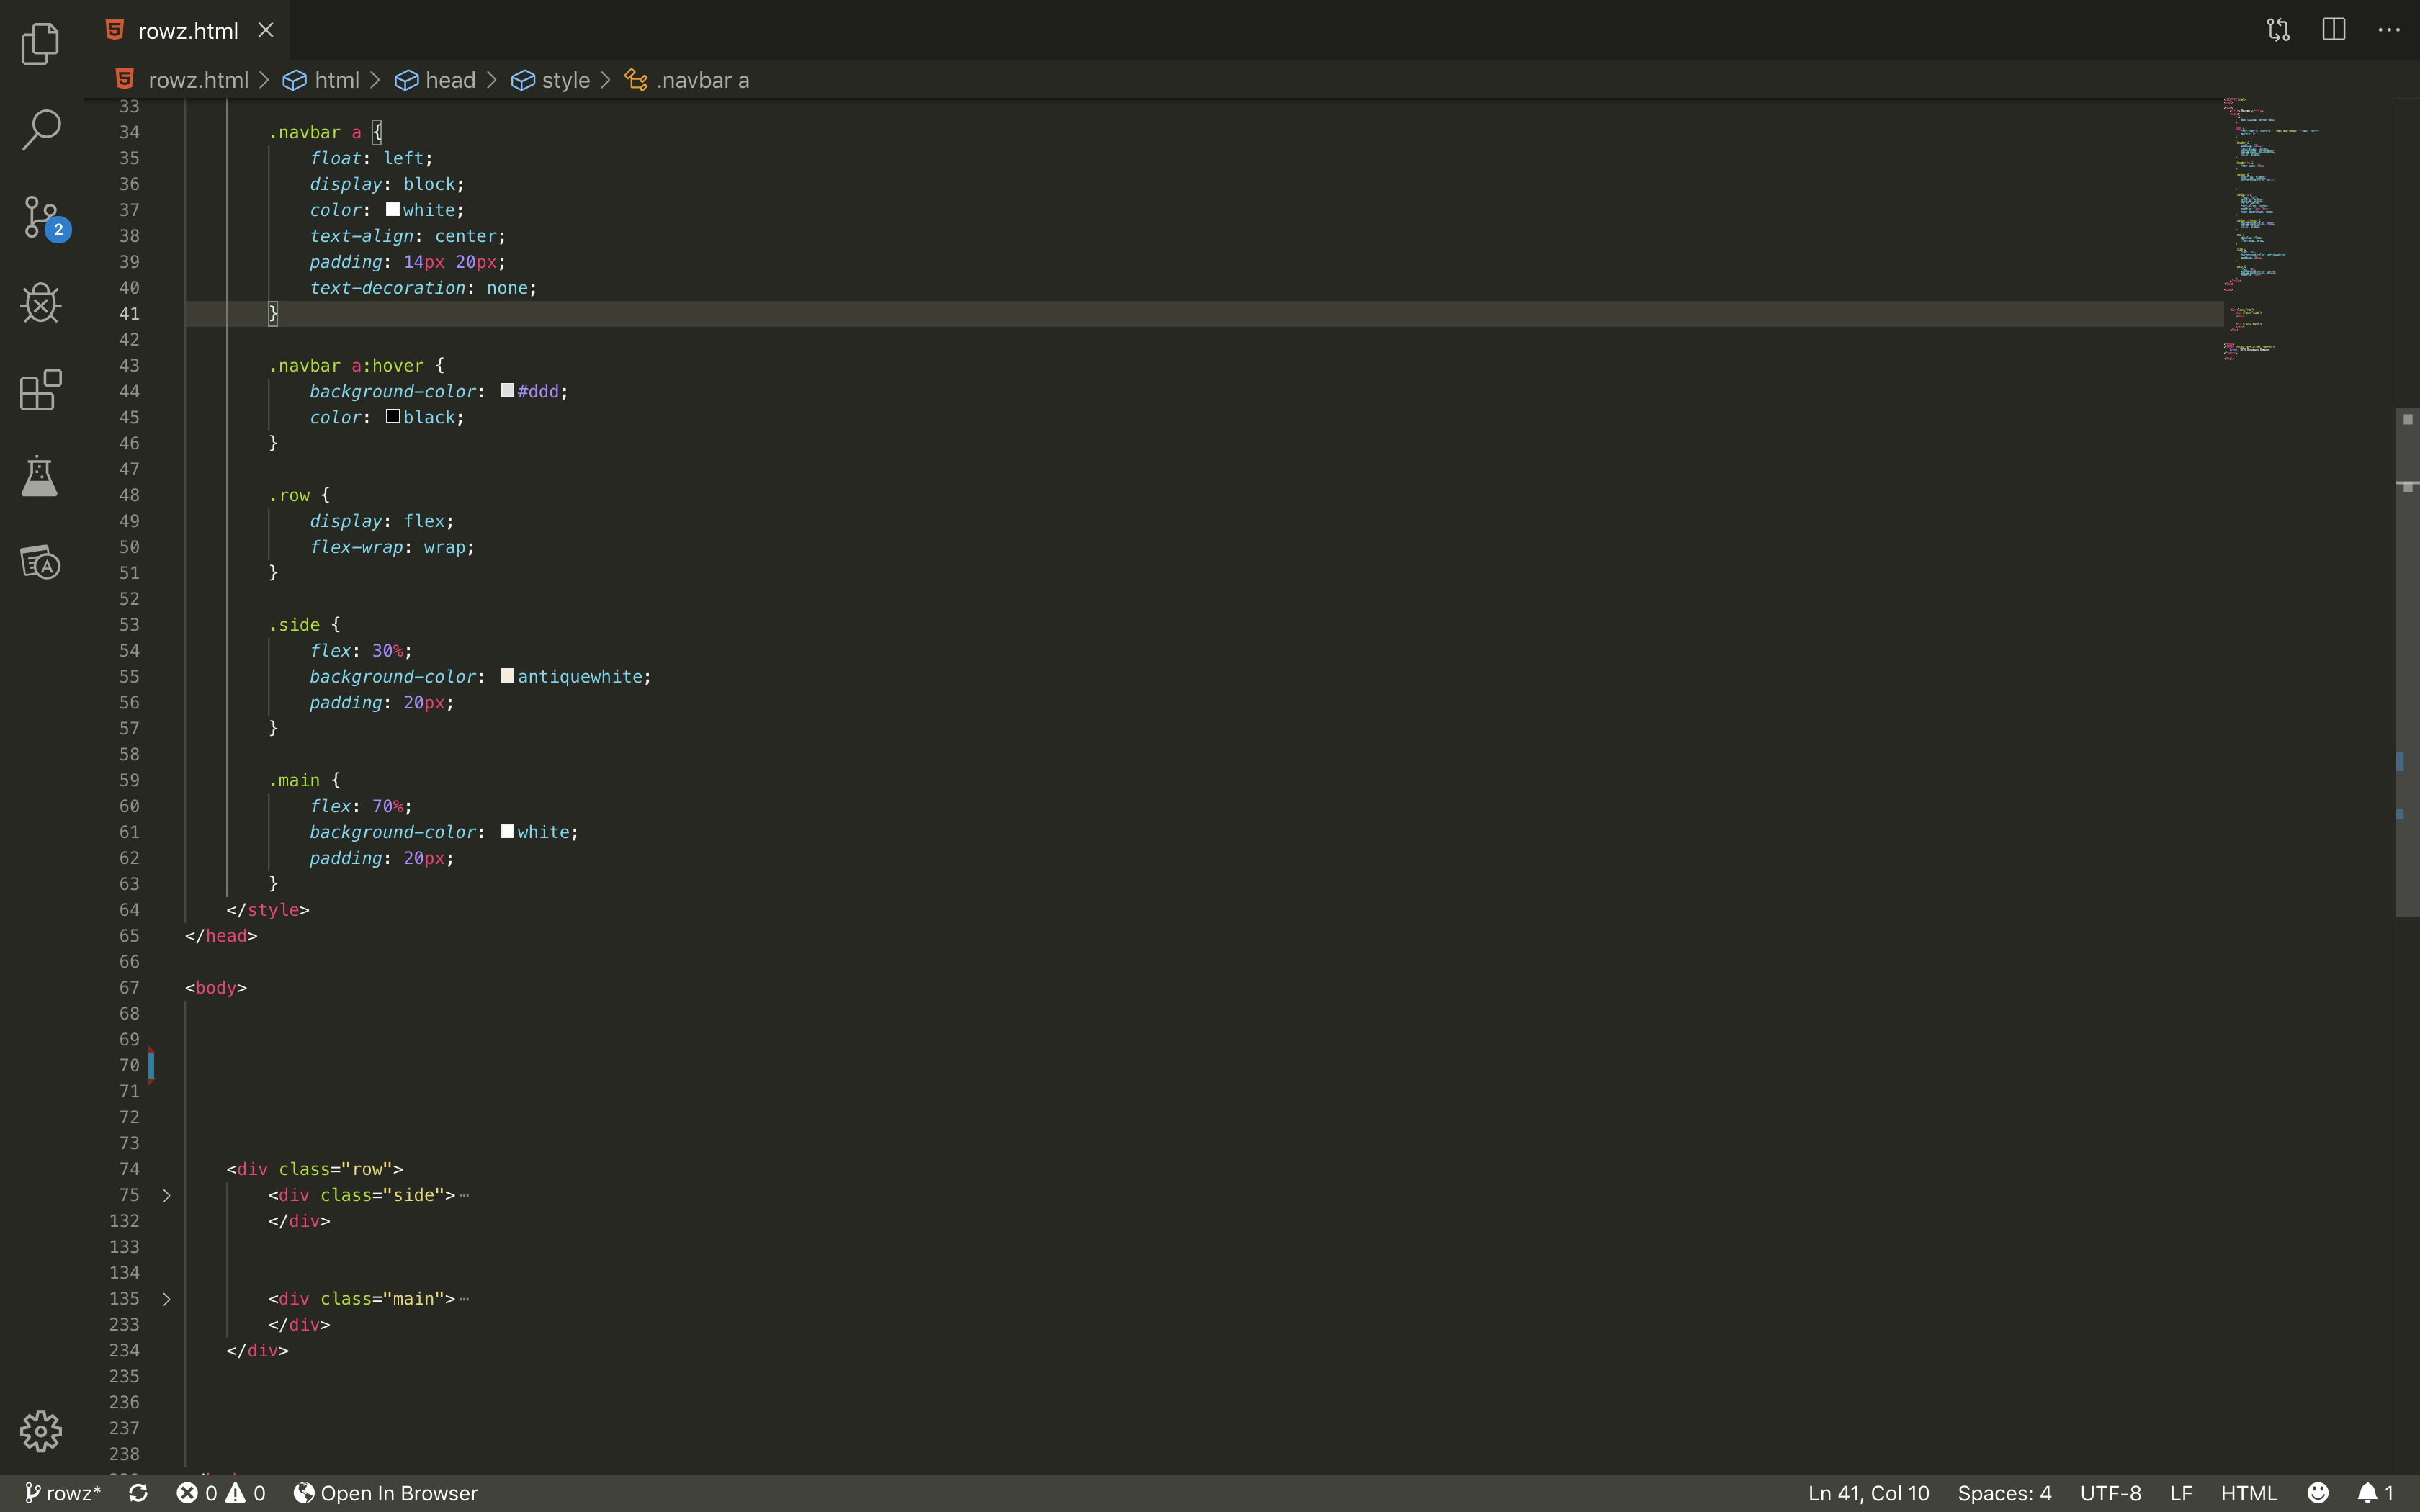 rowz.html
rowz.html > html > head > style > .navbar a
33
34 .navbar a {
35 float: left;
36 display: block;
37 color: white;
38 text-align: center;
39 padding: 14px 20px;
40 text-decoration: none;
41 }
42
43 .navbar a:hover {
44 background-color: #ddd;
45 color: black;
46 }
47
48 .row {
49 display: flex;
50 flex-wrap: wrap;
51 }
52
53 .side {
54 flex: 30%;
55 background-color: antiquewhite;
56 padding: 20px;
57 }
58
59 .main {
60 flex: 70%;
61 background-color: white;
62 padding: 20px;
63 }
64 </style>
65 </head>
66
67 <body>
68
69
70
71
72
73
74 <div class="row">
75 <div class="side">…
132 </div>
133
134
135 <div class="main">…
233 </div>
234 </div>
235
236
237
238
2
rowz* 0 0 Open In Browser Ln 41, Col 10 Spaces: 4 UTF-8 LF HTML 1